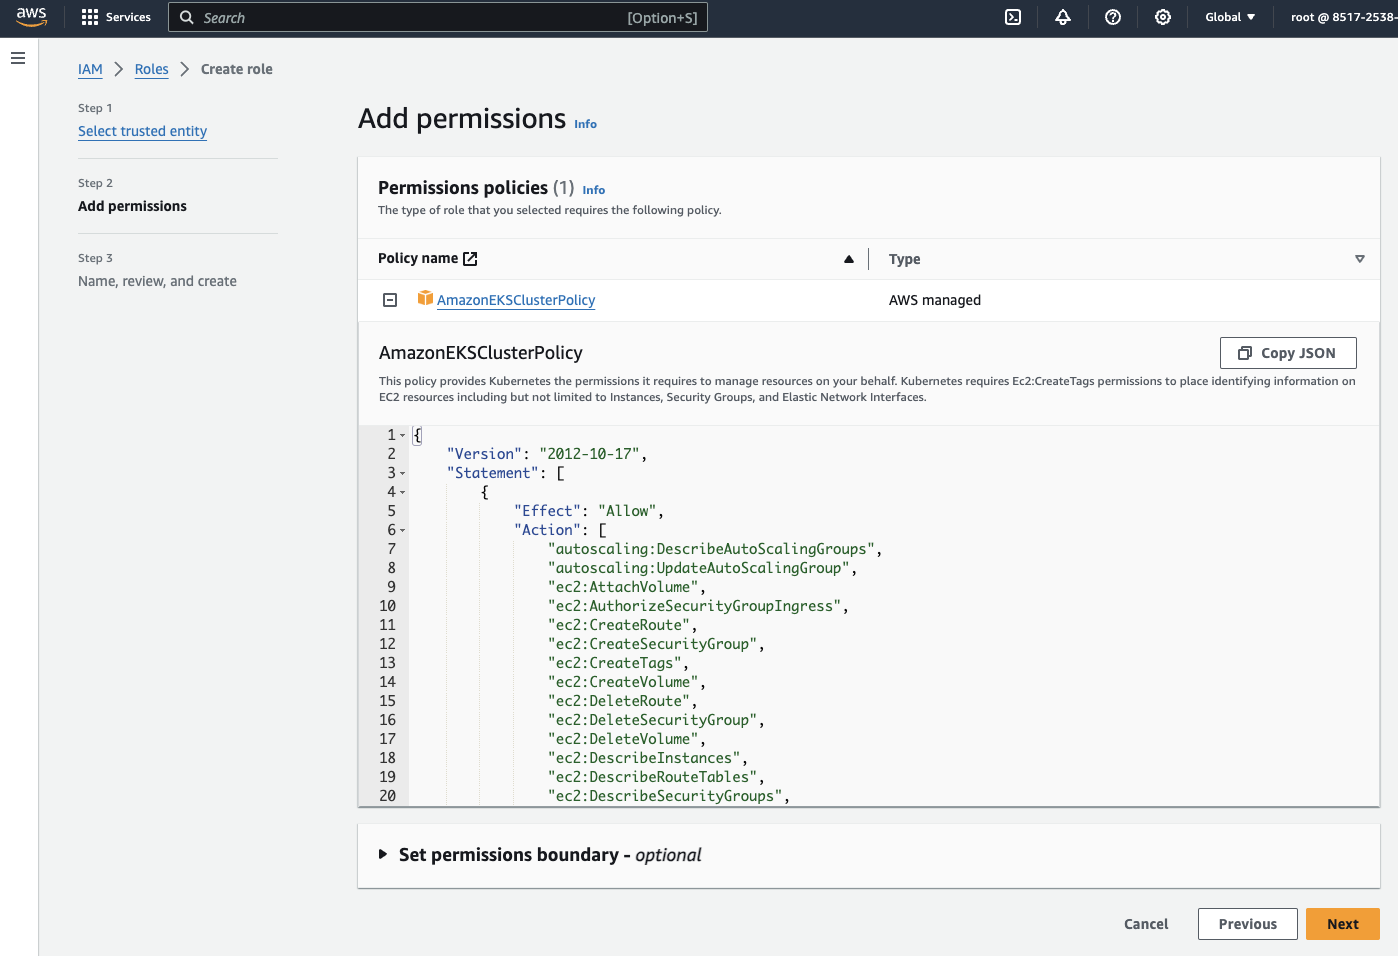 aws
Services
Search
[Option+S]
Global
root @ 8517-2538-
IAM
Roles
Create role
Step 1
Select trusted entity
Step 2
Add permissions
Step 3
Name, review, and create
Add permissions Info
Permissions policies (1) Info
The type of role that you selected requires the following policy.
Policy name
Type
AmazonEKSClusterPolicy
AWS managed
AmazonEKSClusterPolicy
Copy JSON
This policy provides Kubernetes the permissions it requires to manage resources on your behalf. Kubernetes requires Ec2:CreateTags permissions to place identifying information on
EC2 resources including but not limited to Instances, Security Groups, and Elastic Network Interfaces.
1 {
2 "Version": "2012-10-17",
3 "Statement": [
4 {
5 "Effect": "Allow",
6 "Action": [
7 "autoscaling:DescribeAutoScalingGroups",
8 "autoscaling:UpdateAutoScalingGroup",
9 "ec2:AttachVolume",
10 "ec2:AuthorizeSecurityGroupIngress",
11 "ec2:CreateRoute",
12 "ec2:CreateSecurityGroup",
13 "ec2:CreateTags",
14 "ec2:CreateVolume",
15 "ec2:DeleteRoute",
16 "ec2:DeleteSecurityGroup",
17 "ec2:DeleteVolume",
18 "ec2:DescribeInstances",
19 "ec2:DescribeRouteTables",
20 "ec2:DescribeSecurityGroups",
Set permissions boundary - optional
Cancel
Previous
Next